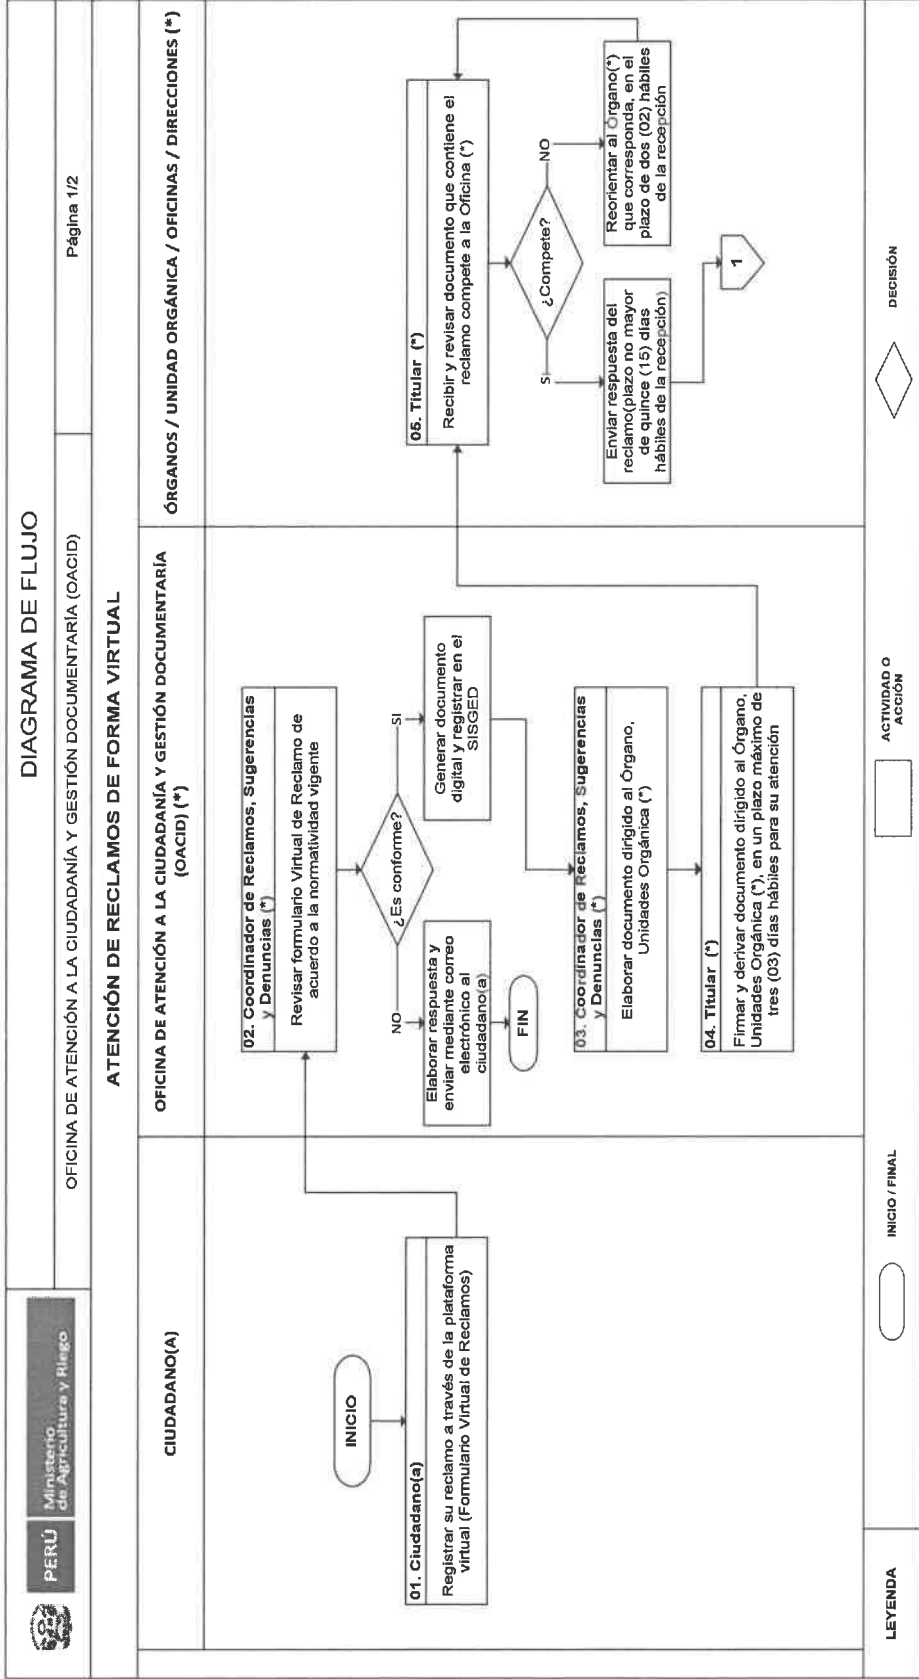 PERÚ
Ministerio
de Agricultura y Riego
DIAGRAMA DE FLUJO
OFICINA DE ATENCIÓN A LA CIUDADANÍA Y GESTIÓN DOCUMENTARÍA (OACID)
Página 1/2
ATENCIÓN DE RECLAMOS DE FORMA VIRTUAL
CIUDADANO(A)
OFICINA DE ATENCIÓN A LA CIUDADANÍA Y GESTIÓN DOCUMENTARÍA
(OACID) (*)
ÓRGANOS / UNIDAD ORGÁNICA / OFICINAS / DIRECCIONES (*)
INICIO
01. Ciudadano(a)
Registrar su reclamo a través de la plataforma
virtual (Formulario Virtual de Reclamos)
02. Coordinador de Reclamos, Sugerencias
y Denuncias (*)
Revisar formulario Virtual de Reclamo de
acuerdo a la normatividad vigente
¿Es conforme?
NO
SI
Elaborar respuesta y
enviar mediante correo
electrónico al
ciudadano(a)
FIN
Generar documento
digital y registrar en el
SISGED
03. Coordinador de Reclamos, Sugerencias
y Denuncias (*)
Elaborar documento dirigido al Órgano,
Unidades Orgánica (*)
04. Titular (*)
Firmar y derivar documento dirigido al Órgano,
Unidades Orgánica (*), en un plazo máximo de
tres (03) días hábiles para su atención
05. Titular (*)
Recibir y revisar documento que contiene el
reclamo compete a la Oficina (*)
¿Compete?
SI
NO
Enviar respuesta del
reclamo(plazo no mayor
de quince (15) días
hábiles de la recepción)
Reorientar al Órgano(*)
que corresponda, en el
plazo de dos (02) hábiles
de la recepción
1
LEYENDA
INICIO / FINAL
ACTIVIDAD O
ACCIÓN
DECISIÓN